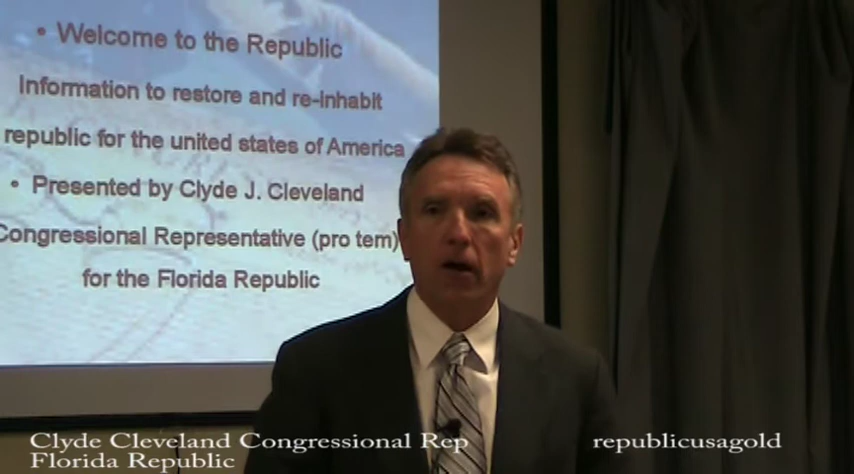 • Welcome to the Republic
Information to restore and re-inhabit
republic for the united states of America
• Presented by Clyde J. Cleveland
Congressional Representative (pro tem)
for the Florida Republic
Clyde Cleveland Congressional Rep
republicusagold
Florida Republic